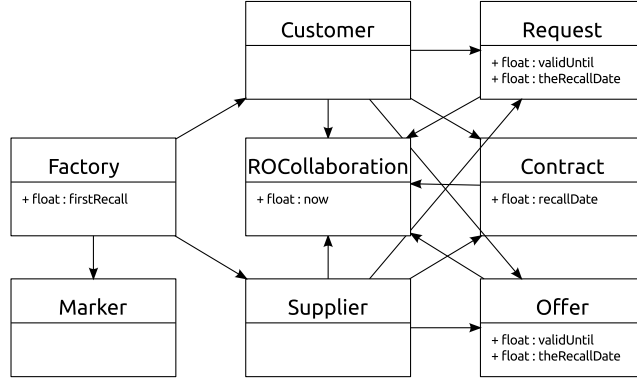 Customer
Request
+ float : validUntil
+ float : theRecallDate
Factory
+ float : firstRecall
ROCollaboration
+ float : now
Contract
+ float : recallDate
Marker
Supplier
Offer
+ float : validUntil
+ float : theRecallDate